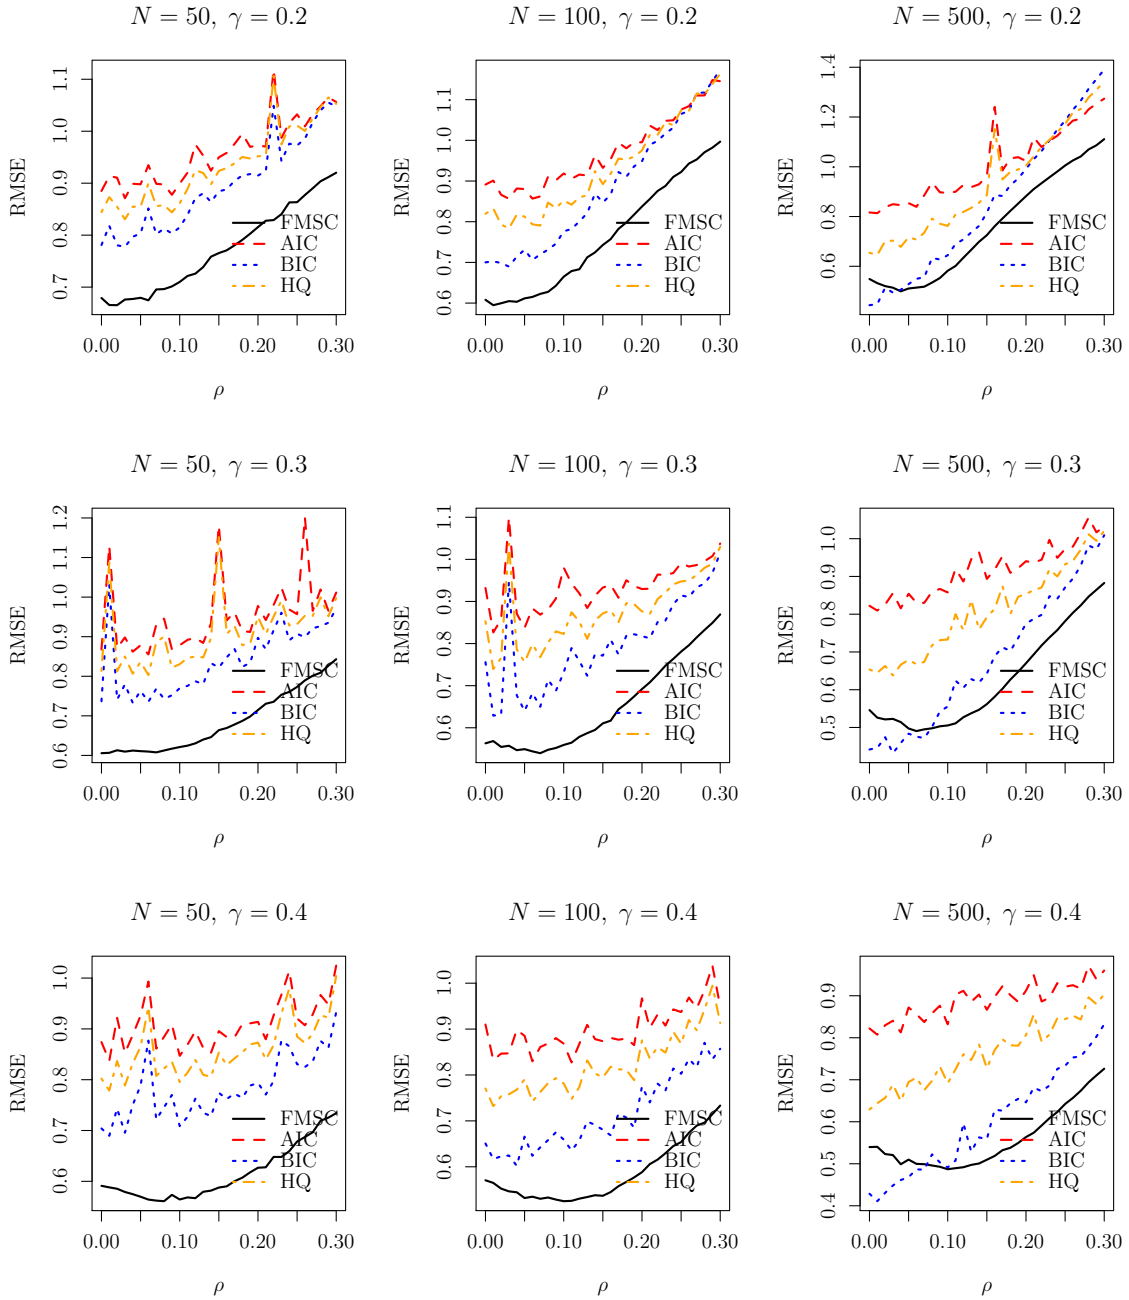 N = 50, γ = 0.2
RMSE
0.7 0.8 0.9 1.0 1.1
FMSC
AIC
BIC
HQ
0.00 0.10 0.20 0.30
ρ
N = 100, γ = 0.2
RMSE
0.6 0.7 0.8 0.9 1.0 1.1
FMSC
AIC
BIC
HQ
0.00 0.10 0.20 0.30
ρ
N = 500, γ = 0.2
RMSE
0.6 0.8 1.0 1.2 1.4
FMSC
AIC
BIC
HQ
0.00 0.10 0.20 0.30
ρ
N = 50, γ = 0.3
RMSE
0.6 0.7 0.8 0.9 1.0 1.1 1.2
FMSC
AIC
BIC
HQ
0.00 0.10 0.20 0.30
ρ
N = 100, γ = 0.3
RMSE
0.6 0.7 0.8 0.9 1.0 1.1
FMSC
AIC
BIC
HQ
0.00 0.10 0.20 0.30
ρ
N = 500, γ = 0.3
RMSE
0.5 0.6 0.7 0.8 0.9 1.0
FMSC
AIC
BIC
HQ
0.00 0.10 0.20 0.30
ρ
N = 50, γ = 0.4
RMSE
0.6 0.7 0.8 0.9 1.0
FMSC
AIC
BIC
HQ
0.00 0.10 0.20 0.30
ρ
N = 100, γ = 0.4
RMSE
0.6 0.7 0.8 0.9 1.0
FMSC
AIC
BIC
HQ
0.00 0.10 0.20 0.30
ρ
N = 500, γ = 0.4
RMSE
0.4 0.5 0.6 0.7 0.8 0.9
FMSC
AIC
BIC
HQ
0.00 0.10 0.20 0.30
ρ